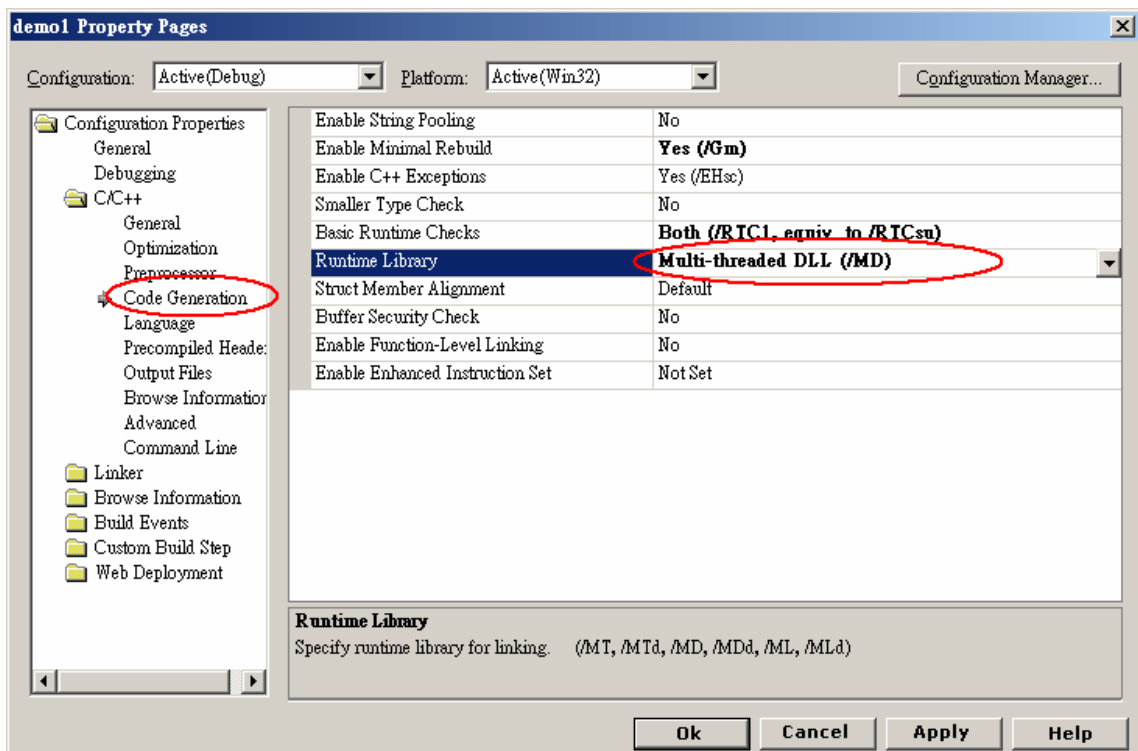 demo1 Property Pages
Configuration: Active(Debug) Platform: Active(Win32) Configuration Manager...
Configuration Properties
General
Debugging
C/C++
General
Optimization
Preprocessor
Code Generation
Language
Precompiled Heade
Output Files
Browse Information
Advanced
Command Line
Linker
Browse Information
Build Events
Custom Build Step
Web Deployment
Enable String Pooling No
Enable Minimal Rebuild Yes (/Gm)
Enable C++ Exceptions Yes (/EHsc)
Smaller Type Check No
Basic Runtime Checks Both (/RTC1, equiv. to /RTCsu)
Runtime Library Multi-threaded DLL (/MD)
Struct Member Alignment Default
Buffer Security Check No
Enable Function-Level Linking No
Enable Enhanced Instruction Set Not Set
Runtime Library
Specify runtime library for linking. (/MT, /MTd, /MD, /MDd, /ML, /MLd)
Ok Cancel Apply Help